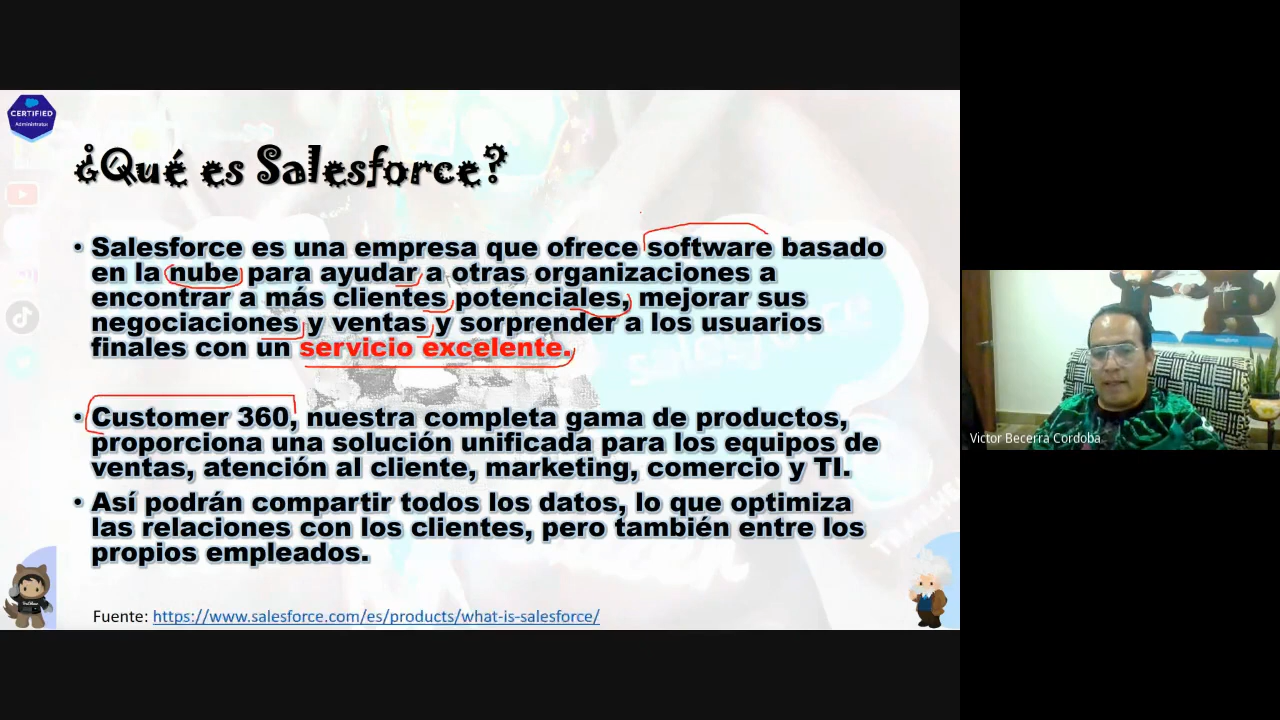 CERTIFIED
Administrator
¿Qué es Salesforce?
• Salesforce es una empresa que ofrece software basado
en la nube para ayudar a otras organizaciones a
encontrar a más clientes potenciales, mejorar sus
negociaciones y ventas y sorprender a los usuarios
finales con un servicio excelente.
• Customer 360, nuestra completa gama de productos,
proporciona una solución unificada para los equipos de
ventas, atención al cliente, marketing, comercio y TI.
• Así podrán compartir todos los datos, lo que optimiza
las relaciones con los clientes, pero también entre los
propios empleados.
Fuente: https://www.salesforce.com/es/products/what-is-salesforce/
Victor Becerra Cordoba